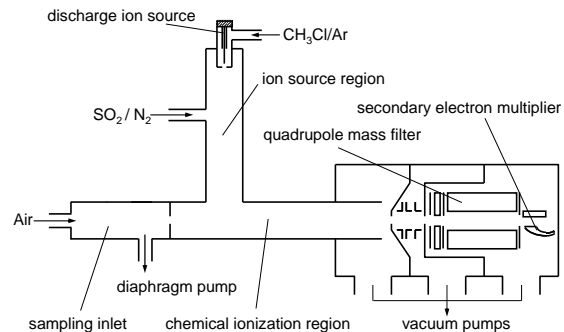 discharge ion source
CH₃Cl/Ar
ion source region
SO₂ / N₂
secondary electron multiplier
quadrupole mass filter
Air
diaphragm pump
sampling inlet
chemical ionization region
vacuum pumps